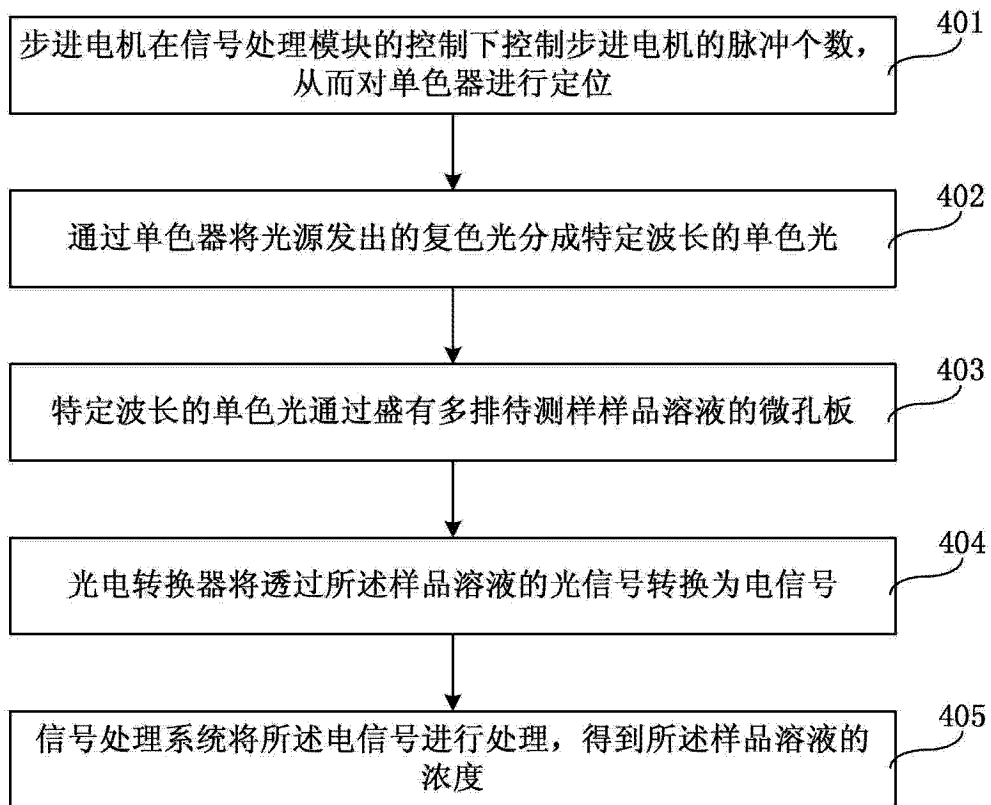 步进电机在信号处理模块的控制下控制步进电机的脉冲个数，
从而对单色器进行定位
401
通过单色器将光源发出的复色光分成特定波长的单色光
402
特定波长的单色光通过盛有多排待测样样品溶液的微孔板
403
光电转换器将透过所述样品溶液的光信号转换为电信号
404
信号处理系统将所述电信号进行处理，得到所述样品溶液的
浓度
405